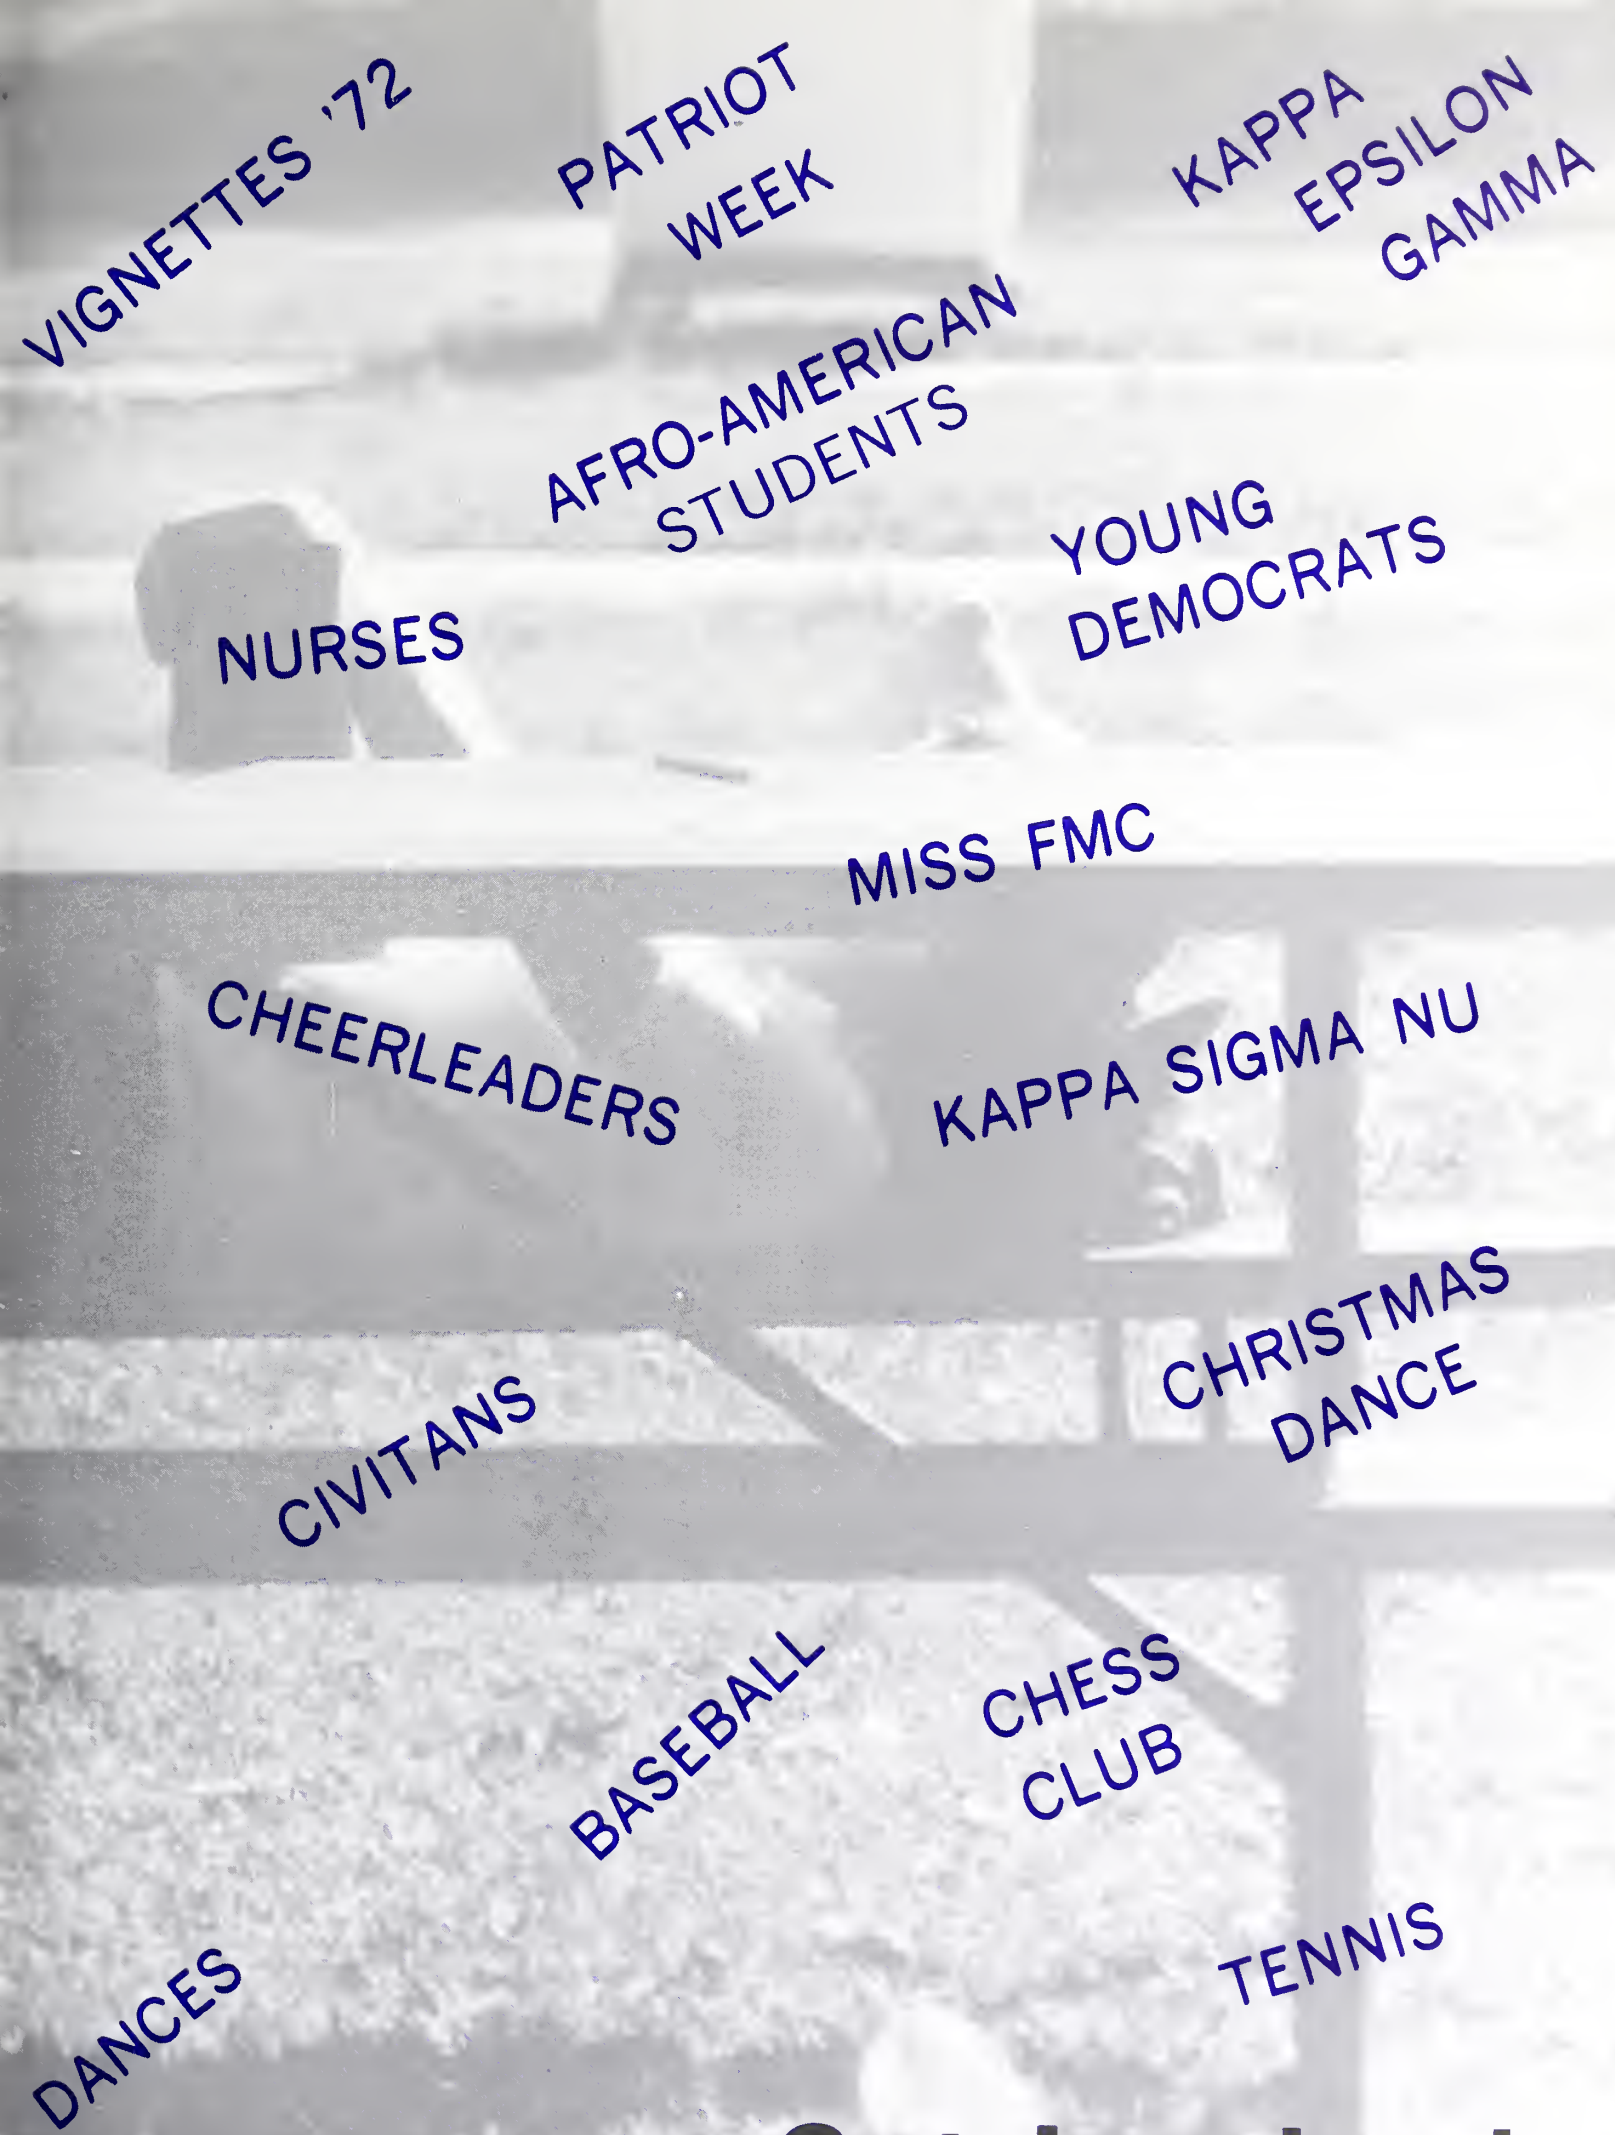 VIGNETTES '72
PATRIOT
WEEK
KAPPA
EPSILON
GAMMA
AFRO-AMERICAN
STUDENTS
YOUNG
DEMOCRATS
NURSES
MISS FMC
CHEERLEADERS
KAPPA SIGMA NU
CHRISTMAS
DANCE
CIVITANS
BASEBALL
CHESS
CLUB
TENNIS
DANCES